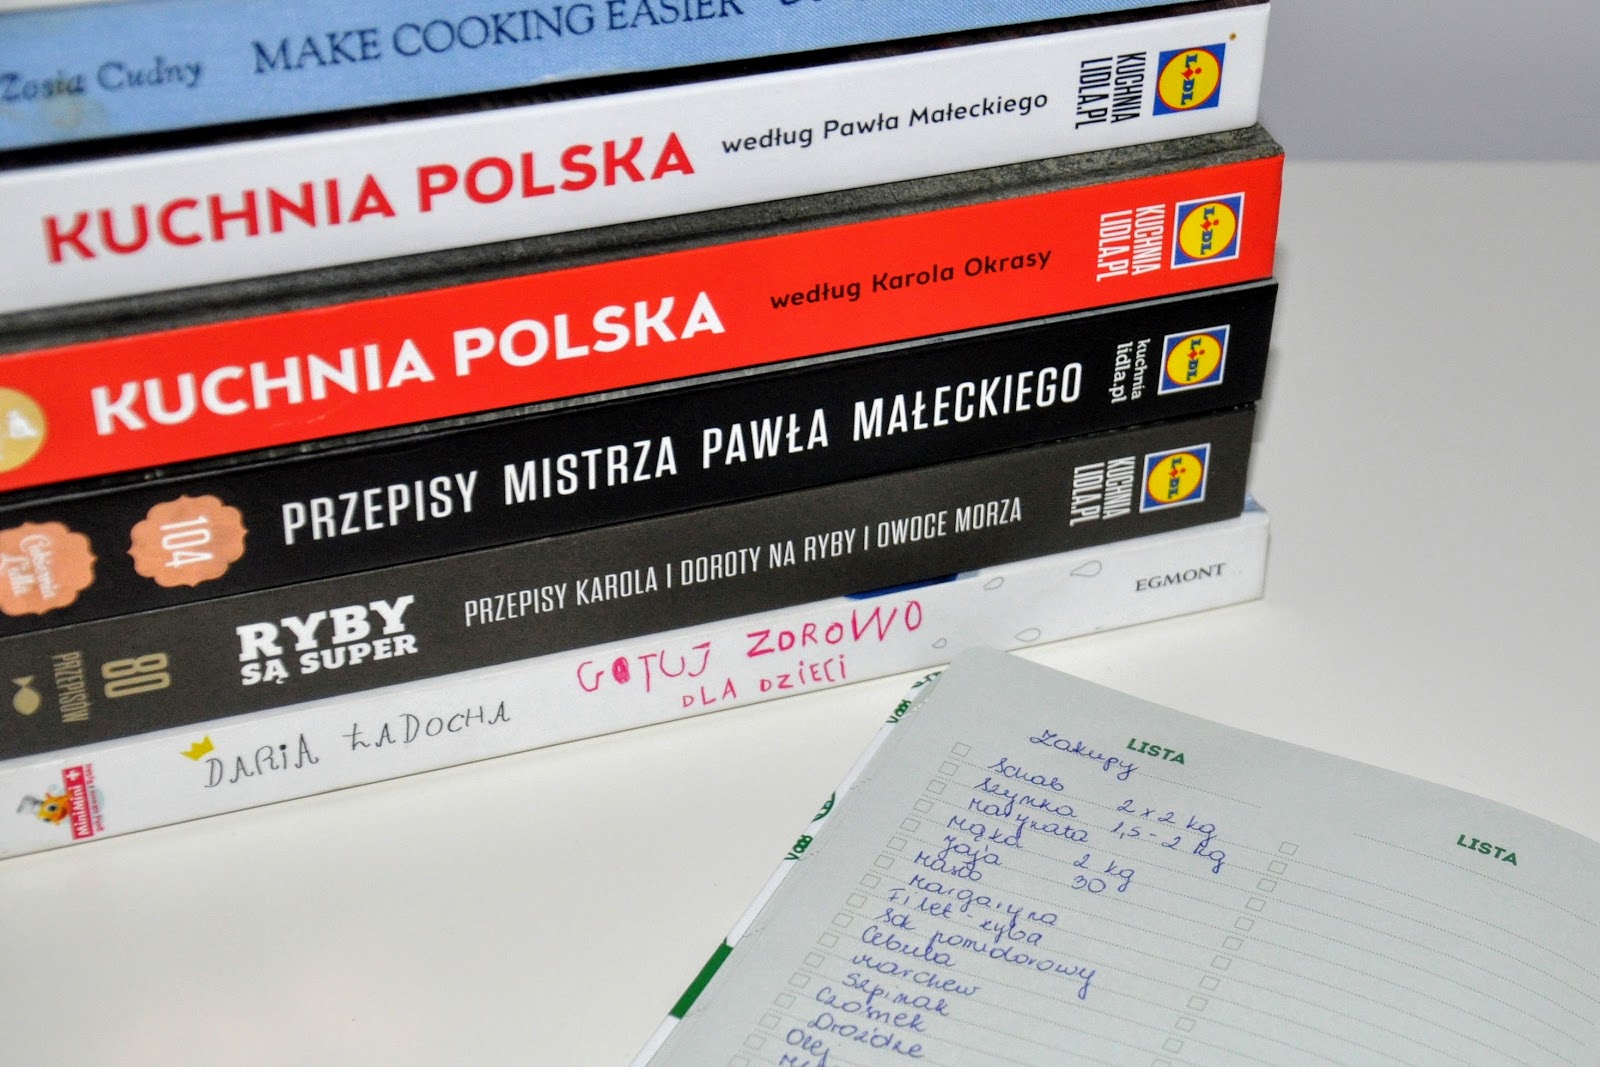 Zosia Cudny MAKE COOKING EASIER
KUCHNIA POLSKA według Pawła Małeckiego KUCHNIA LIDLA.PL LIDL
KUCHNIA POLSKA według Karola Okrasy KUCHNIA LIDLA.PL LIDL
104 PRZEPISY MISTRZA PAWŁA MAŁECKIEGO kuchnia lidla.pl LIDL
80 PRZEPISÓW RYBY SĄ SUPER PRZEPISY KAROLA I DOROTY NA RYBY I OWOCE MORZA KUCHNIA LIDLA.PL LIDL
MiniMini+ DARIA ŁADOCHA GOTUJ ZDROWO DLA DZIECI EGMONT
LISTA
Zakupy
Schab 2 x 2 kg
Szynka 1,5 - 2 kg
Marynata
Mąka 2 kg
Jaja 30
Masło
Margaryna
Filet - ryba
Sok pomidorowy
Cebula
Marchew
Szpinak
Czosnek
Drożdże
Olej
LISTA